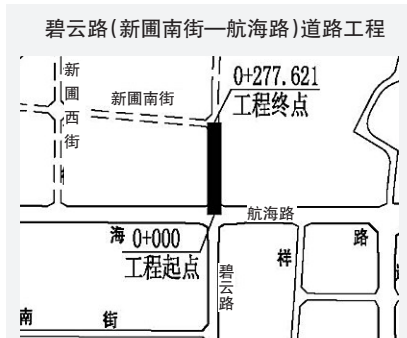 碧云路(新圃南街—航海路)道路工程
新圃西街
新圃南街
0+277.621
工程终点
航海路
海
0+000
工程起点
碧云路
样
路
南
街